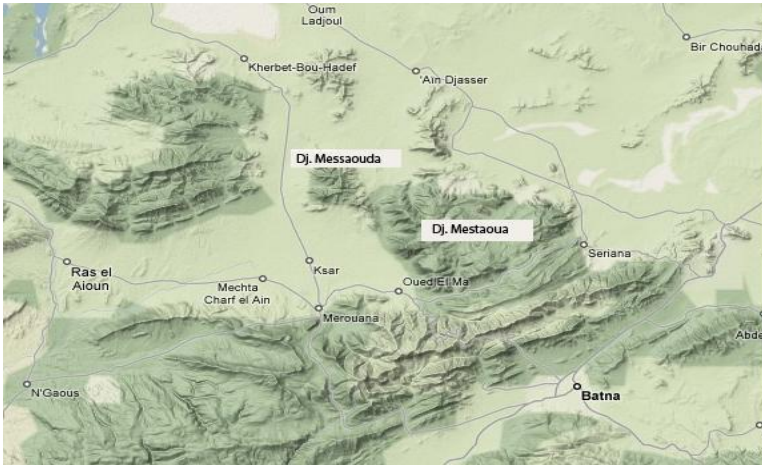 Oum
Ladjoul
Bir Chouhada
Kherbet-Bou-Hadef
'Aïn Djasser
Dj. Messaouda
Dj. Mestaoua
Seriana
Ras el
Aioun
Ksar
Mechta
Charf el Ain
Oued El Ma
Merouana
Abde
N'Gaous
Batna